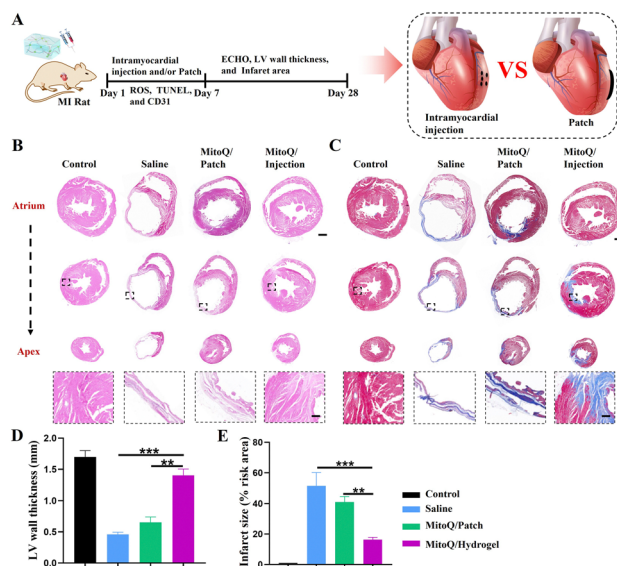 A
Intramyocardial
injection and/or Patch
ECHO, LV wall thickness,
and Infaret area
MI Rat
Day 1
ROS, TUNEL,
and CD31
Day 7
Day 28
VS
Intramyocardial
injection
Patch
B
Control
Saline
MitoQ/
Patch
MitoQ/
Injection
C
Control
Saline
MitoQ/
Patch
MitoQ/
Injection
Atrium
Apex
D
LV wall thickness (mm)
2.0
1.5
1.0
0.5
0.0
***
**
E
Infarct size (% risk area)
80
60
40
20
0
***
**
Control
Saline
MitoQ/Patch
MitoQ/Hydrogel